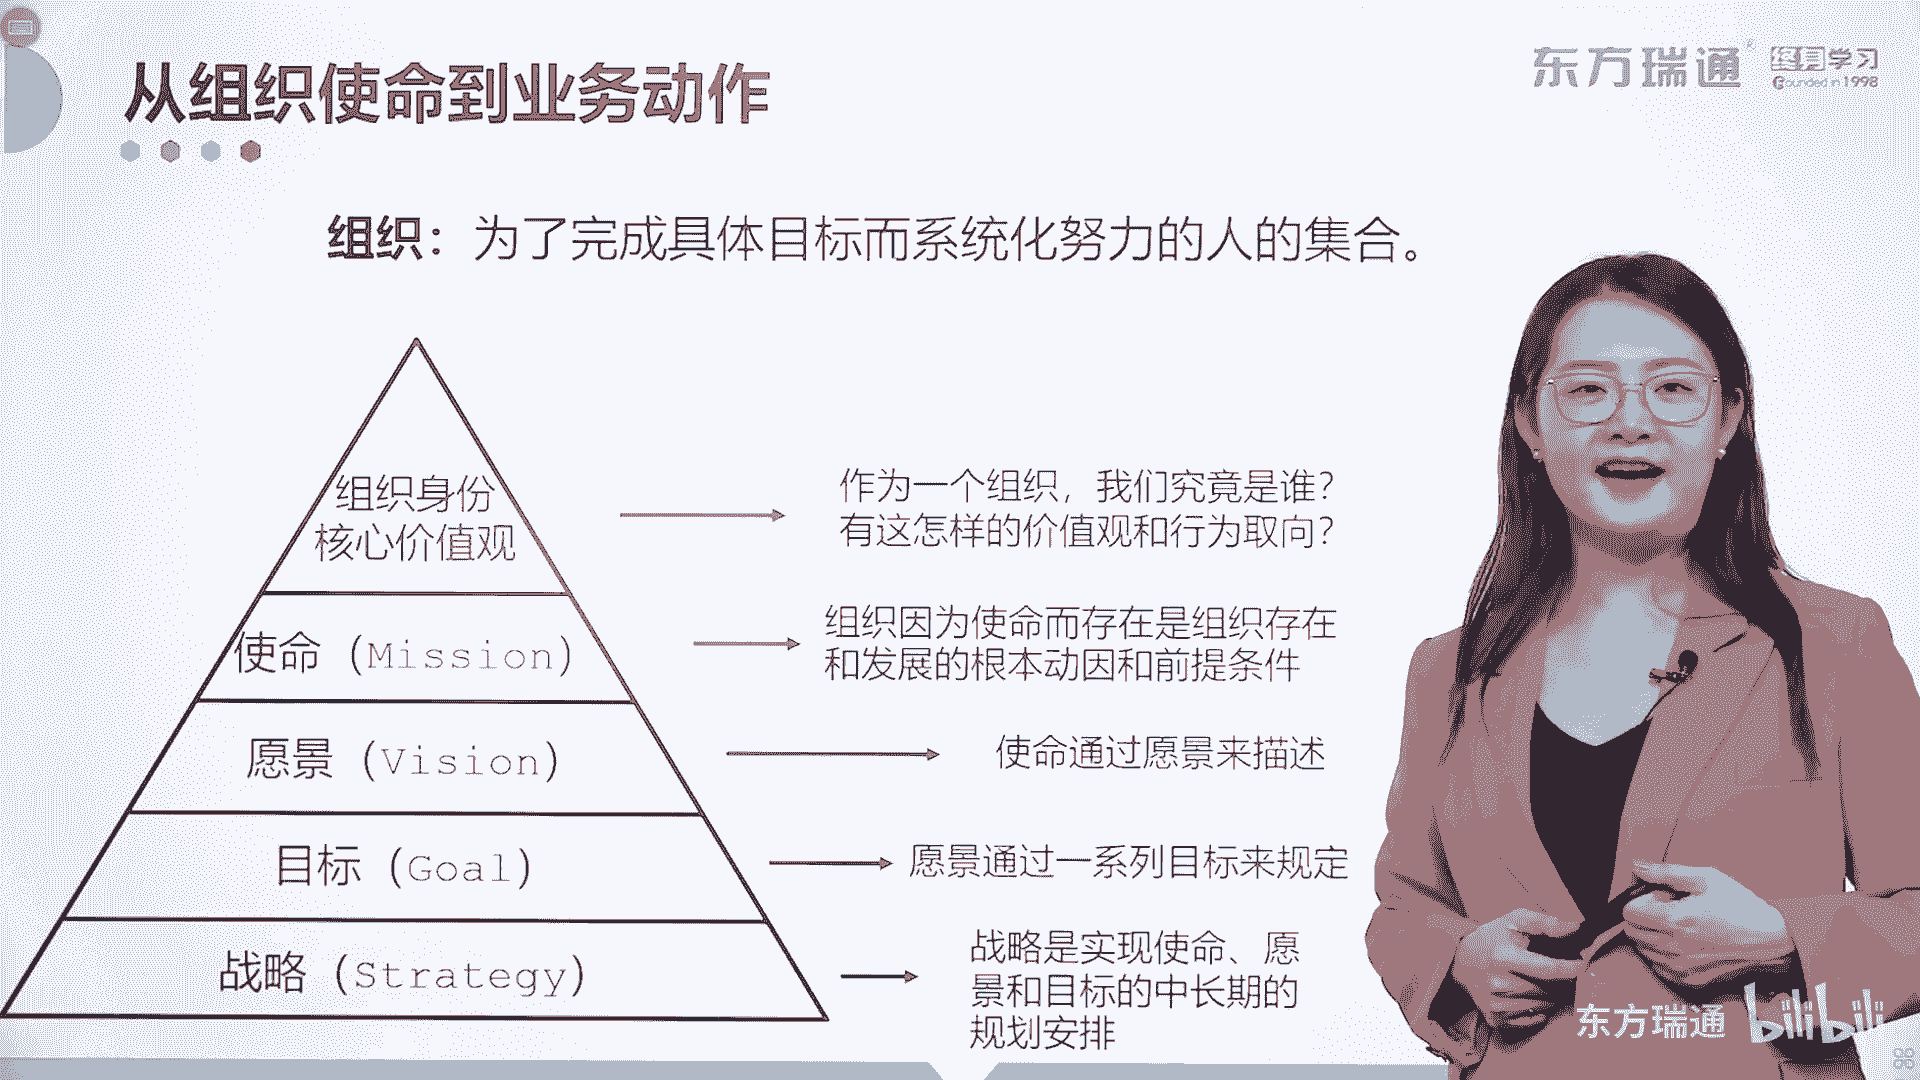 从组织使命到业务动作
东方瑞通
终身学习
Founded in 1998
组织：为了完成具体目标而系统化努力的人的集合。
组织身份
核心价值观
作为一个组织，我们究竟是谁？
有这怎样的价值观和行为取向？
使命（Mission）
组织因为使命而存在是组织存在
和发展的根本动因和前提条件
愿景（Vision）
使命通过愿景来描述
目标（Goal）
愿景通过一系列目标来规定
战略（Strategy）
战略是实现使命、愿
景和目标的中长期的
规划安排
东方瑞通 bilibili